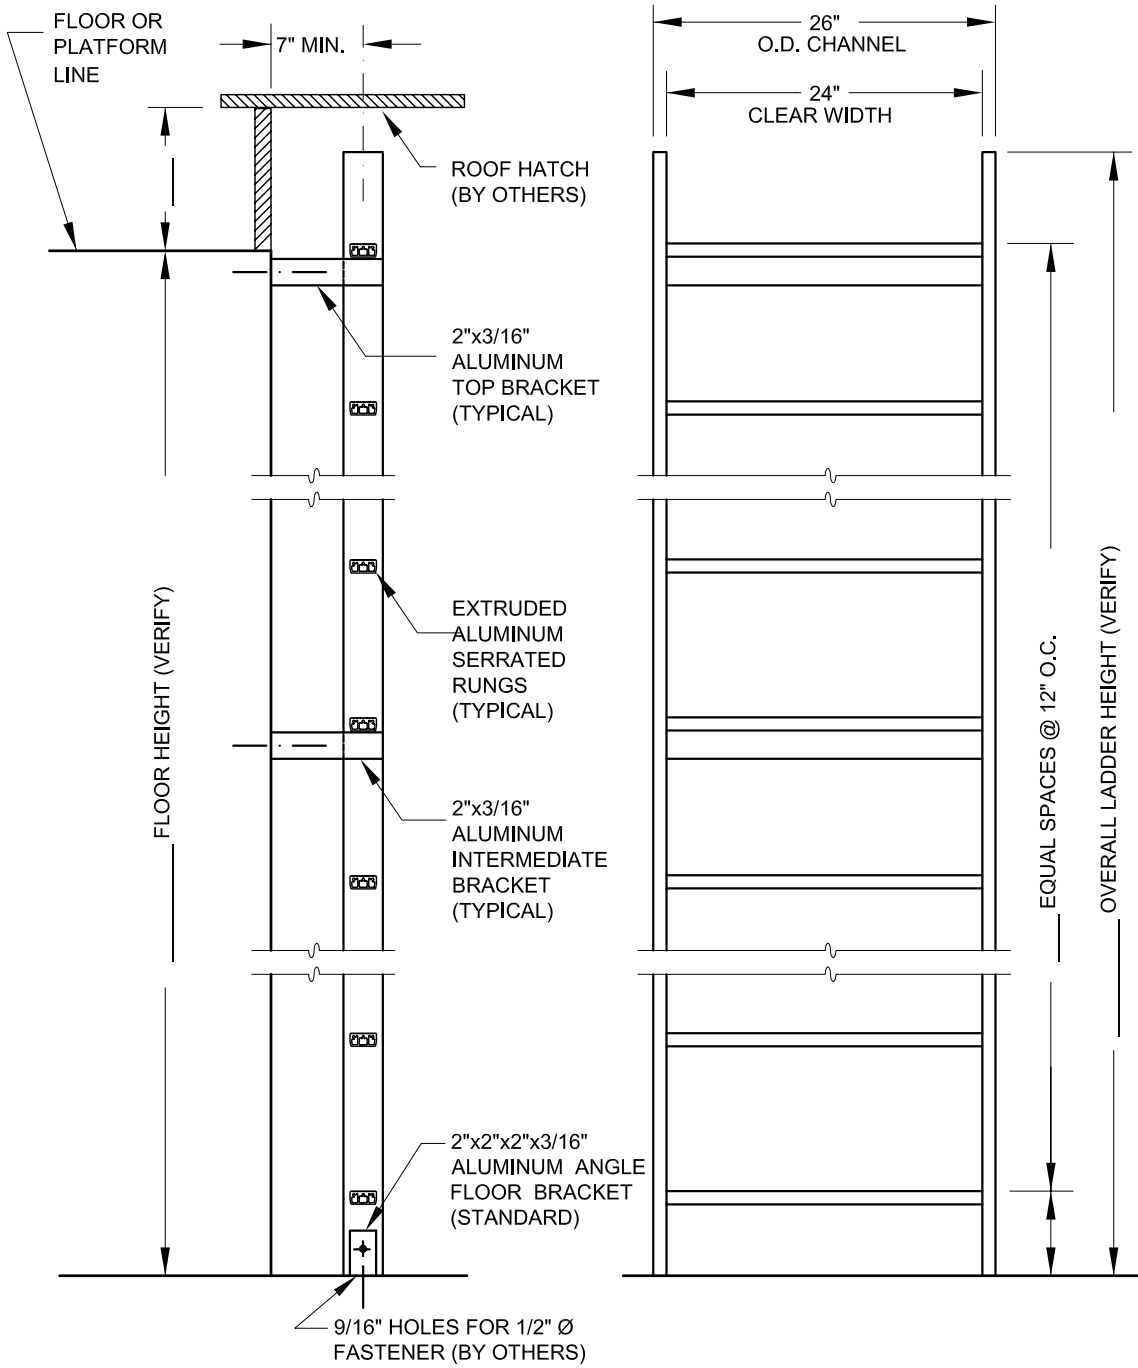 FLOOR OR
PLATFORM
LINE
7" MIN.
26"
O.D. CHANNEL
24"
CLEAR WIDTH
ROOF HATCH
(BY OTHERS)
2"x3/16"
ALUMINUM
TOP BRACKET
(TYPICAL)
EXTRUDED
ALUMINUM
SERRATED
RUNGS
(TYPICAL)
FLOOR HEIGHT (VERIFY)
2"x3/16"
ALUMINUM
INTERMEDIATE
BRACKET
(TYPICAL)
EQUAL SPACES @ 12" O.C.
OVERALL LADDER HEIGHT (VERIFY)
2"x2"x2"x3/16"
ALUMINUM ANGLE
FLOOR BRACKET
(STANDARD)
9/16" HOLES FOR 1/2" Ø
FASTENER (BY OTHERS)